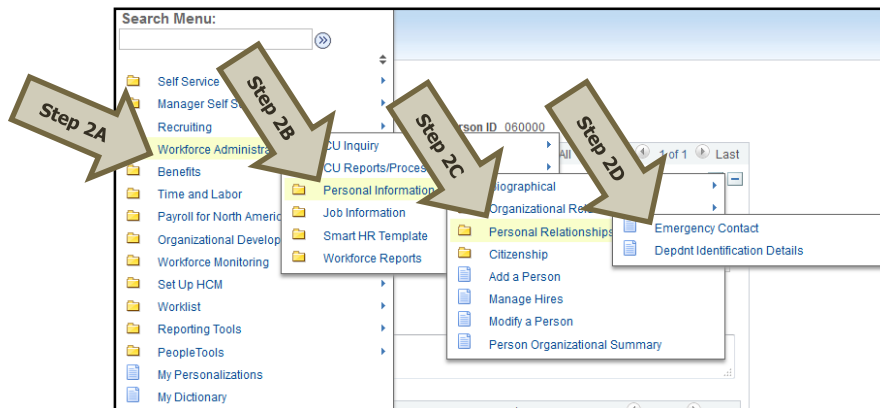 Search Menu:
Self Service
Manager Self S
Recruiting
Workforce Administra
Benefits
Time and Labor
Payroll for North Americ
Organizational Develop
Workforce Monitoring
Set Up HCM
Worklist
Reporting Tools
PeopleTools
My Personalizations
My Dictionary
Step 2A
Step 2B
CU Inquiry
CU Reports/Proces
Personal Information
Job Information
Smart HR Template
Workforce Reports
Step 2C
erson ID 060000
All
1 of 1
Last
Biographical
Organizational Rel
Personal Relationships
Citizenship
Add a Person
Manage Hires
Modify a Person
Person Organizational Summary
Step 2D
Emergency Contact
Depdnt Identification Details